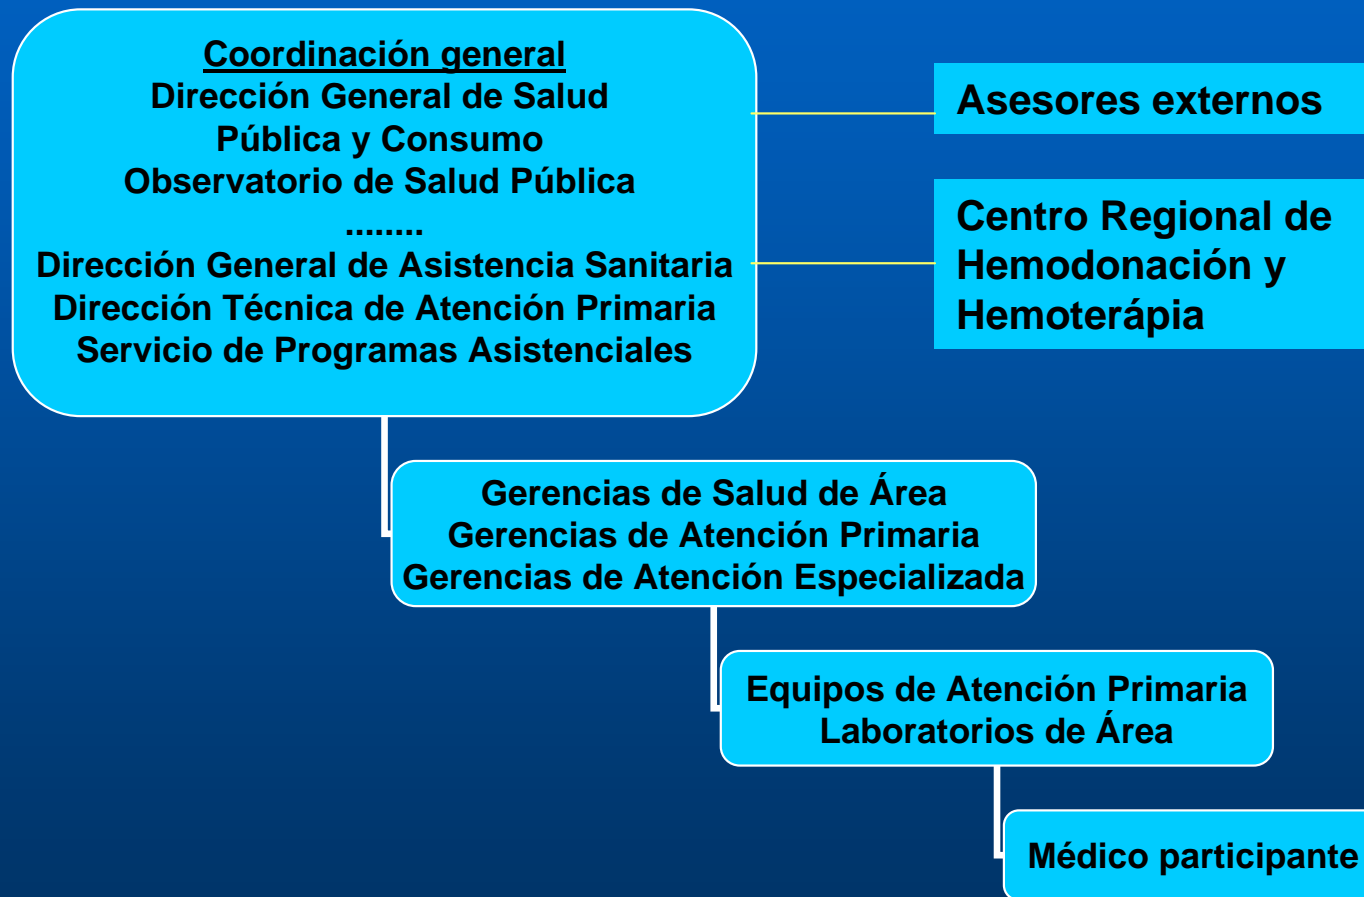 Coordinación general
Dirección General de Salud
Pública y Consumo
Observatorio de Salud Pública
........
Dirección General de Asistencia Sanitaria
Dirección Técnica de Atención Primaria
Servicio de Programas Asistenciales
Asesores externos
Centro Regional de
Hemodonación y
Hemoterápia
Gerencias de Salud de Área
Gerencias de Atención Primaria
Gerencias de Atención Especializada
Equipos de Atención Primaria
Laboratorios de Área
Médico participante